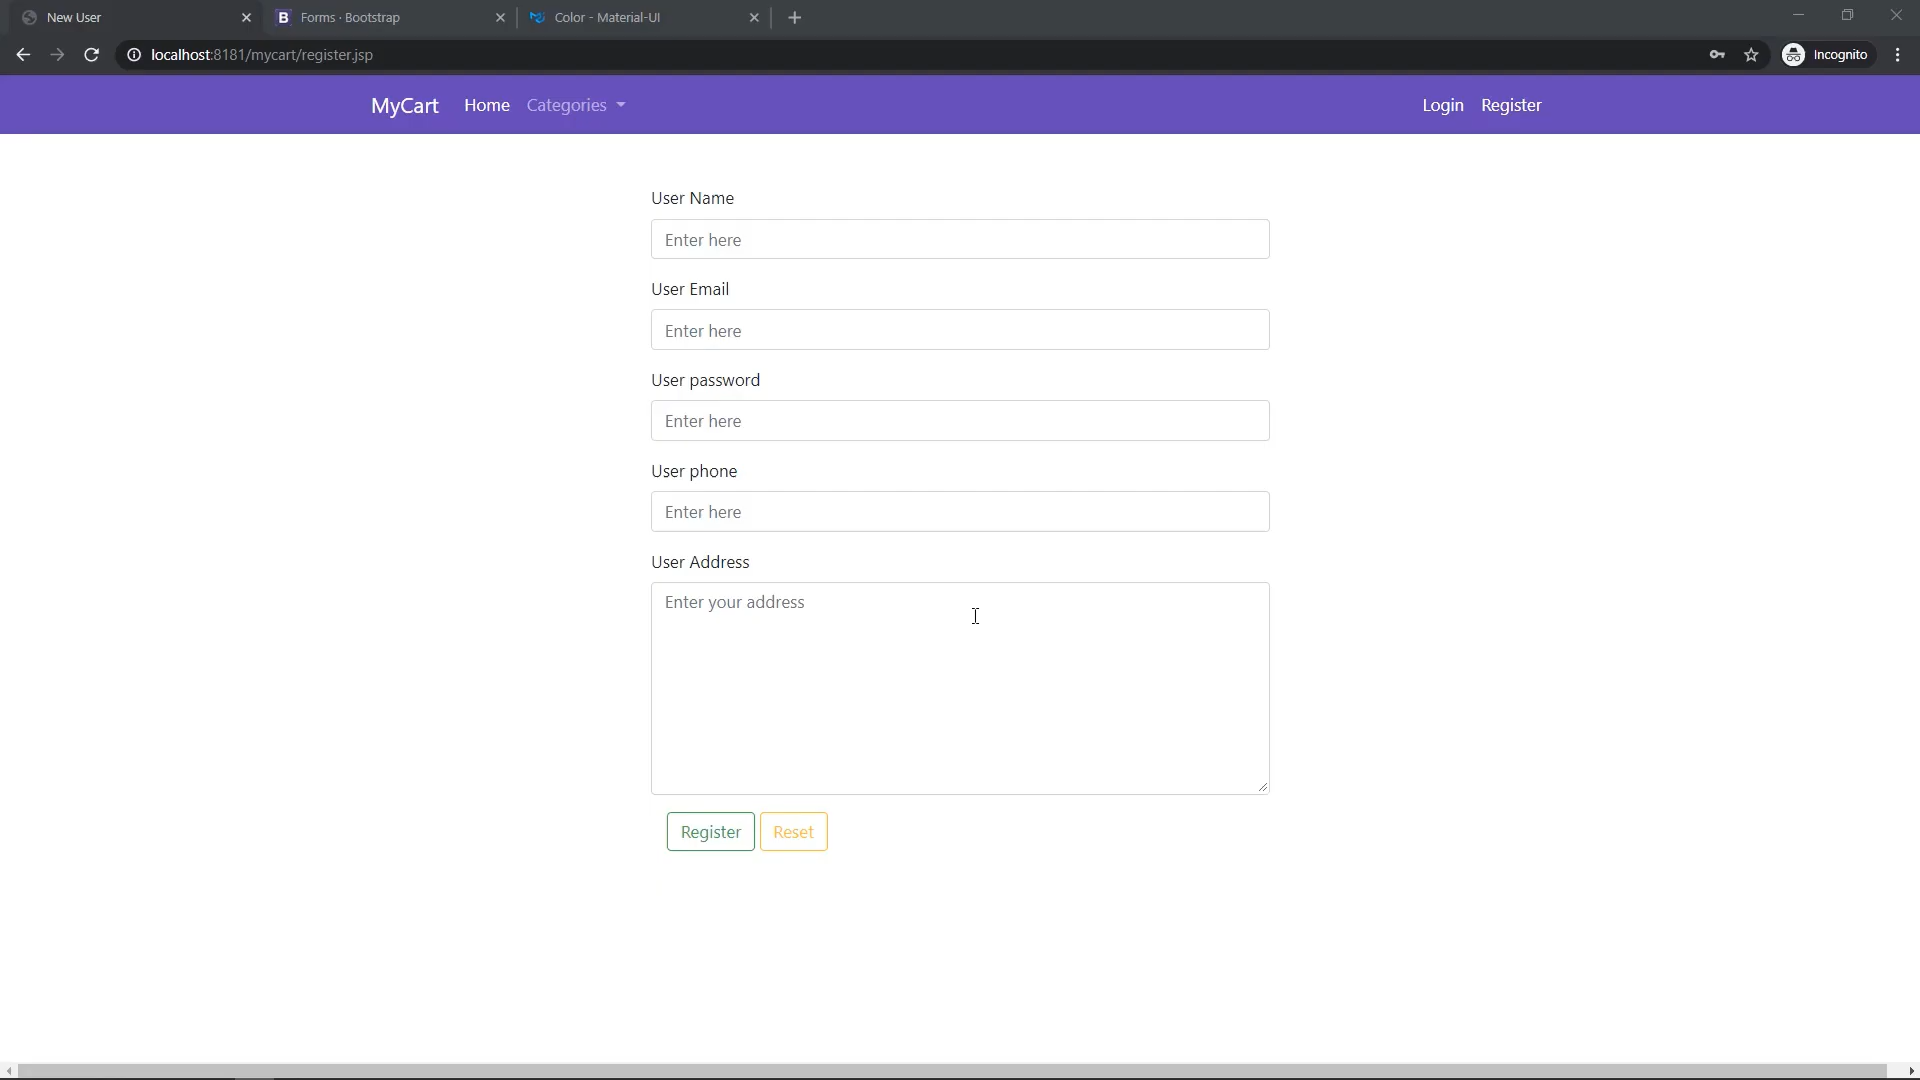 New User
Forms · Bootstrap
Color - Material-UI
localhost:8181/mycart/register.jsp
Incognito
MyCart Home Categories Login Register
User Name
Enter here
User Email
Enter here
User password
Enter here
User phone
Enter here
User Address
Enter your address
Register Reset